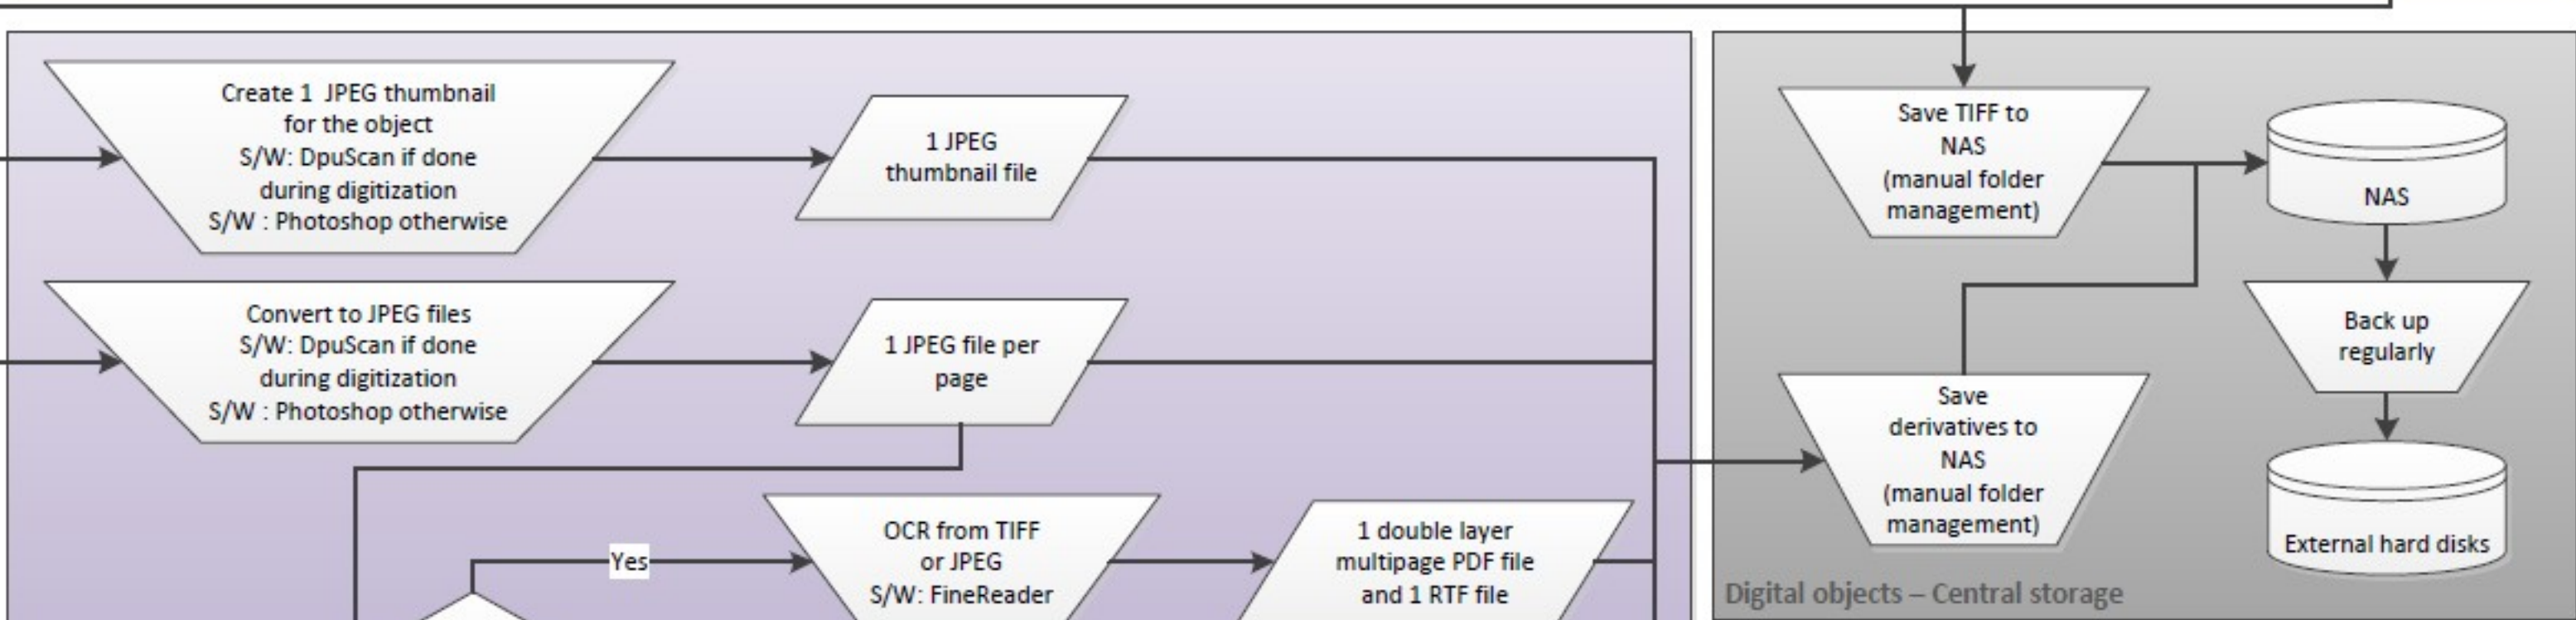 Create 1 JPEG thumbnail
for the object
S/W: DpuScan if done
during digitization
S/W : Photoshop otherwise
1 JPEG
thumbnail file
Convert to JPEG files
S/W: DpuScan if done
during digitization
S/W : Photoshop otherwise
1 JPEG file per
page
Yes
OCR from TIFF
or JPEG
S/W: FineReader
1 double layer
multipage PDF file
and 1 RTF file
Save TIFF to
NAS
(manual folder
management)
NAS
Back up
regularly
Save
derivatives to
NAS
(manual folder
management)
External hard disks
Digital objects – Central storage